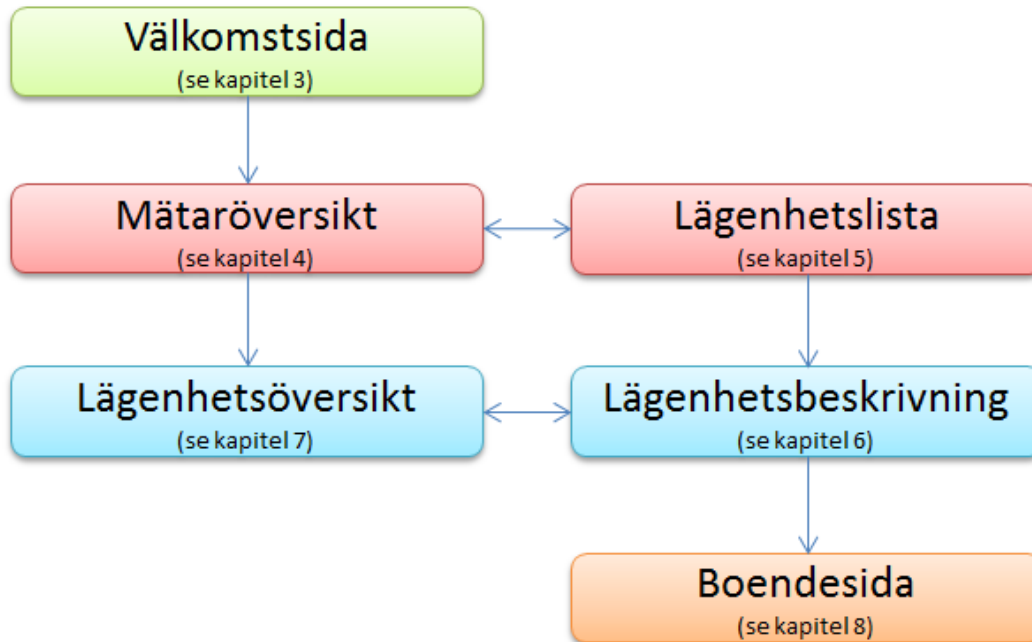 Välkomstsida
(se kapitel 3)
Mätaröversikt
(se kapitel 4)
Lägenhetslista
(se kapitel 5)
Lägenhetsöversikt
(se kapitel 7)
Lägenhetsbeskrivning
(se kapitel 6)
Boendesida
(se kapitel 8)